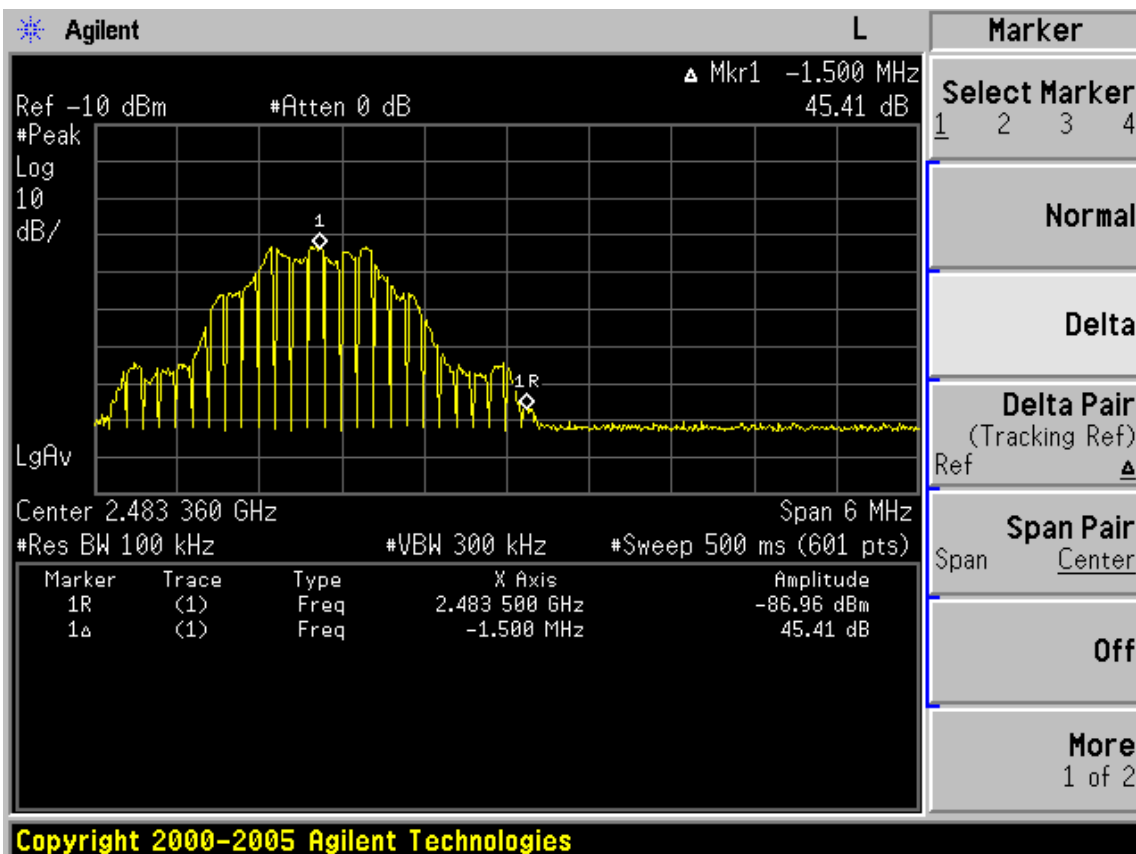 Agilent L
Δ Mkr1 -1.500 MHz
Ref -10 dBm #Atten 0 dB 45.41 dB
#Peak
Log
10
dB/
1
1R
LgAv
Center 2.483 360 GHz Span 6 MHz
#Res BW 100 kHz #VBW 300 kHz #Sweep 500 ms (601 pts)
Marker Trace Type X Axis Amplitude
1R (1) Freq 2.483 500 GHz -86.96 dBm
1Δ (1) Freq -1.500 MHz 45.41 dB
Marker
Select Marker
1 2 3 4
Normal
Delta
Delta Pair
(Tracking Ref)
Ref Δ
Span Pair
Span Center
Off
More
1 of 2
Copyright 2000-2005 Agilent Technologies